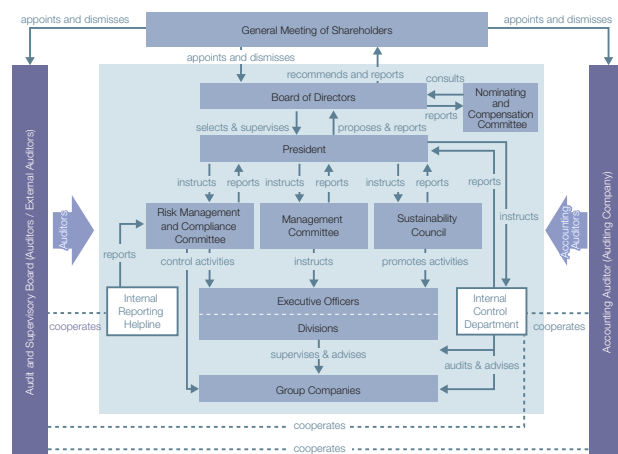 appoints and dismisses
General Meeting of Shareholders
appoints and dismisses
appoints and dismisses
recommends and reports
consults
Board of Directors
reports
Nominating
and
Compensation
Committee
selects & supervises
proposes & reports
President
instructs
reports
instructs
reports
instructs
reports
reports
instructs
Audit and Supervisory Board (Auditors / External Auditors)
Auditors
Risk Management
and Compliance
Committee
Management
Committee
Sustainability
Council
Accounting
Auditors
Accounting Auditor (Auditing Company)
reports
control activities
instructs
promotes activities
Internal
Reporting
Helpline
Executive Officers
Divisions
Internal
Control
Department
cooperates
cooperates
supervises & advises
audits & advises
Group Companies
cooperates
cooperates